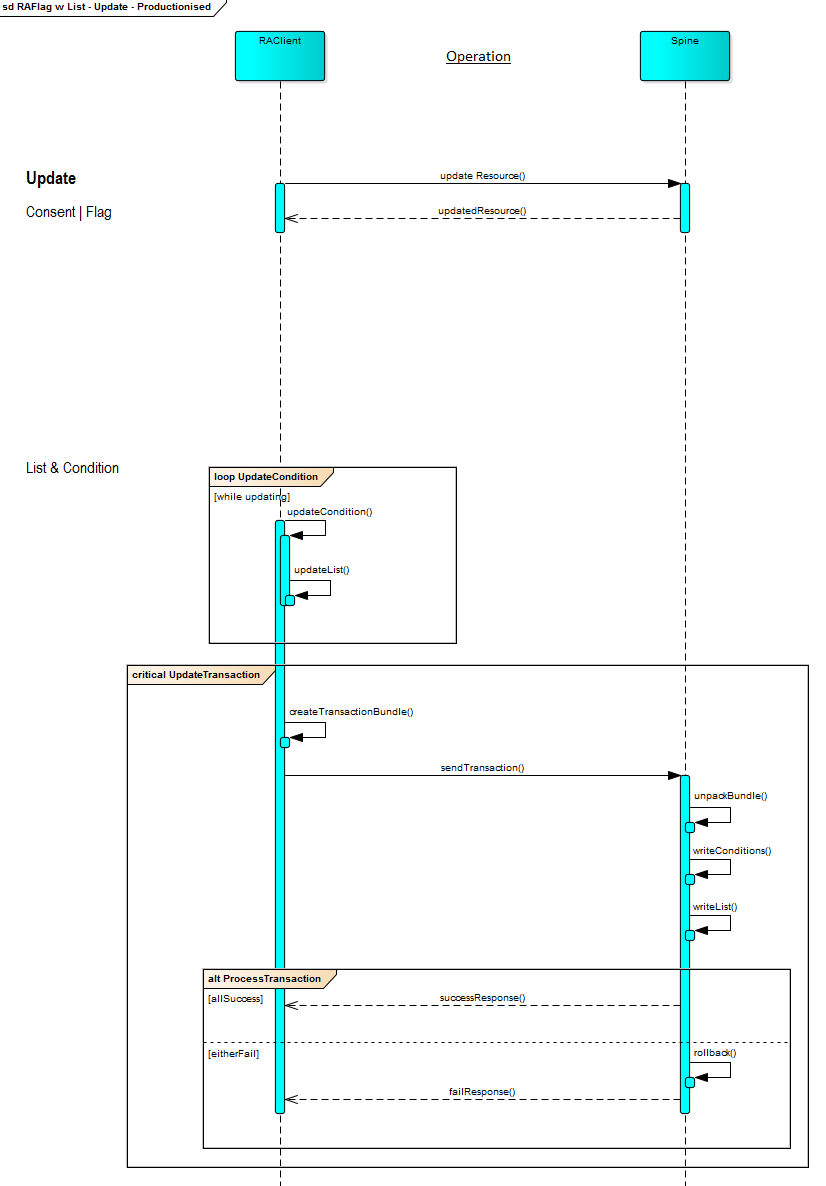 sd RAFlag w List - Update - Productionised
RAClient
Operation
Spine
Update
update Resource()
Consent | Flag
updatedResource()
List & Condition
loop UpdateCondition
[while updating]
updateCondition()
updateList()
critical UpdateTransaction
createTransactionBundle()
sendTransaction()
unpackBundle()
writeConditions()
writeList()
alt ProcessTransaction
[allSuccess]
successResponse()
[eitherFail]
rollback()
failResponse()